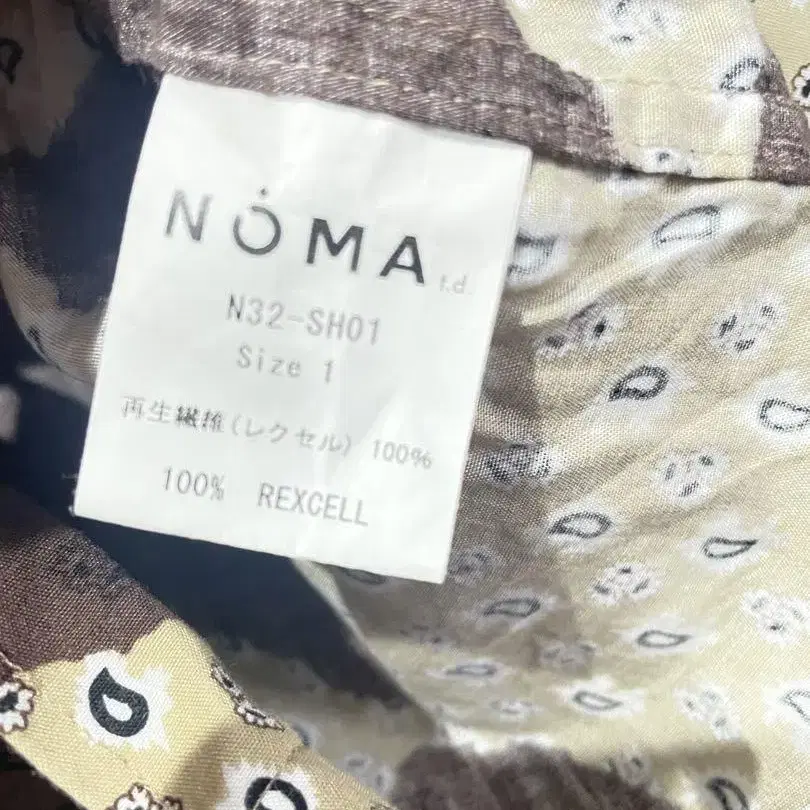 NOMA t.d.
N32-SH01
Size 1
再生繊維(レクセル) 100%
100% REXCELL